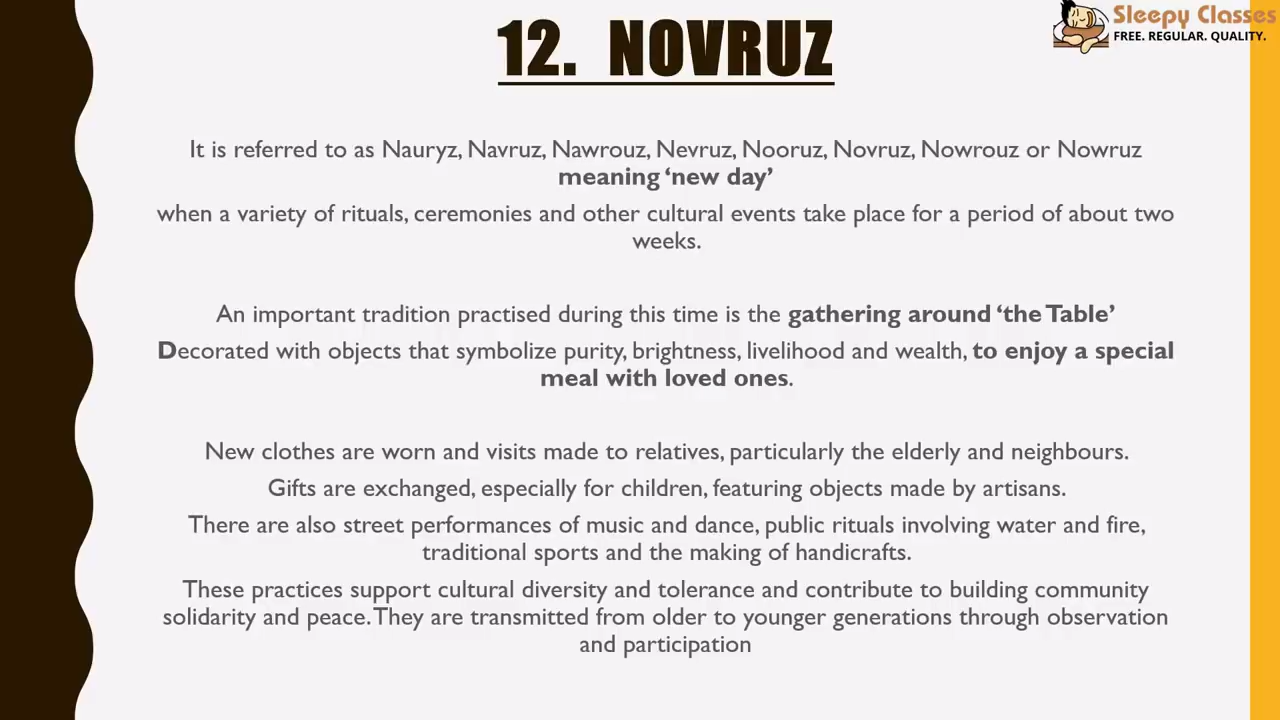 Sleepy Classes
FREE. REGULAR. QUALITY.
12. NOVRUZ
It is referred to as Nauryz, Navruz, Nawrouz, Nevruz, Nooruz, Novruz, Nowrouz or Nowruz
meaning ‘new day’
when a variety of rituals, ceremonies and other cultural events take place for a period of about two
weeks.
An important tradition practised during this time is the gathering around ‘the Table’
Decorated with objects that symbolize purity, brightness, livelihood and wealth, to enjoy a special
meal with loved ones.
New clothes are worn and visits made to relatives, particularly the elderly and neighbours.
Gifts are exchanged, especially for children, featuring objects made by artisans.
There are also street performances of music and dance, public rituals involving water and fire,
traditional sports and the making of handicrafts.
These practices support cultural diversity and tolerance and contribute to building community
solidarity and peace. They are transmitted from older to younger generations through observation
and participation